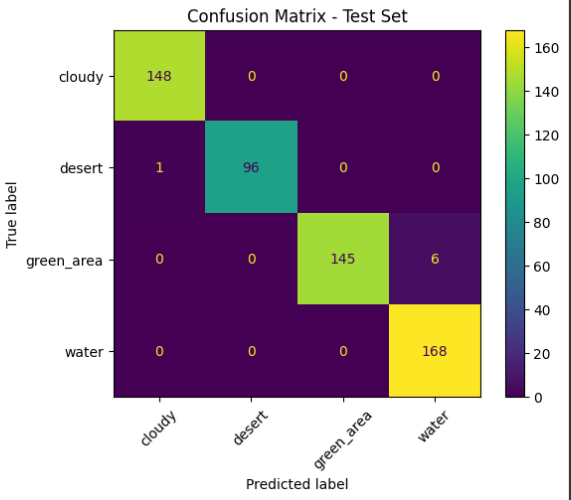 Confusion Matrix - Test Set
True label
cloudy 148 0 0 0
desert 1 96 0 0
green_area 0 0 145 6
water 0 0 0 168
cloudy desert green_area water
Predicted label
160
140
120
100
80
60
40
20
0